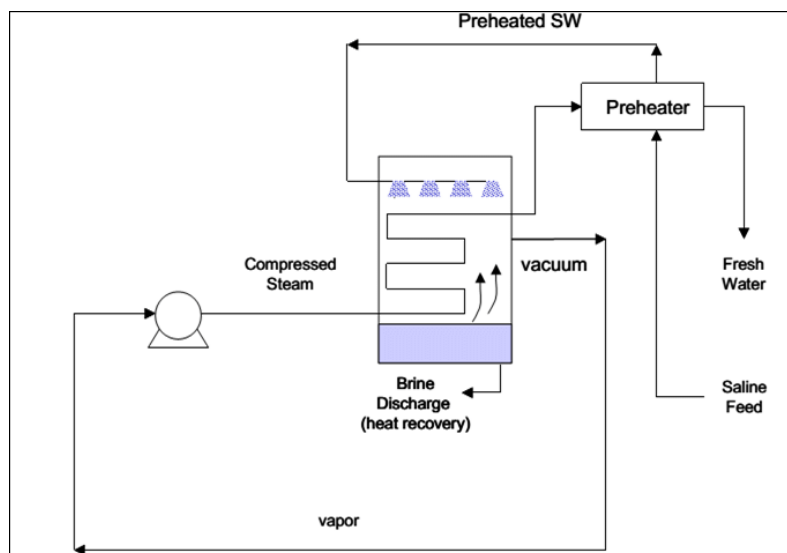 Preheated SW
Preheater
Compressed
Steam
vacuum
Fresh
Water
Brine
Discharge
(heat recovery)
Saline
Feed
vapor